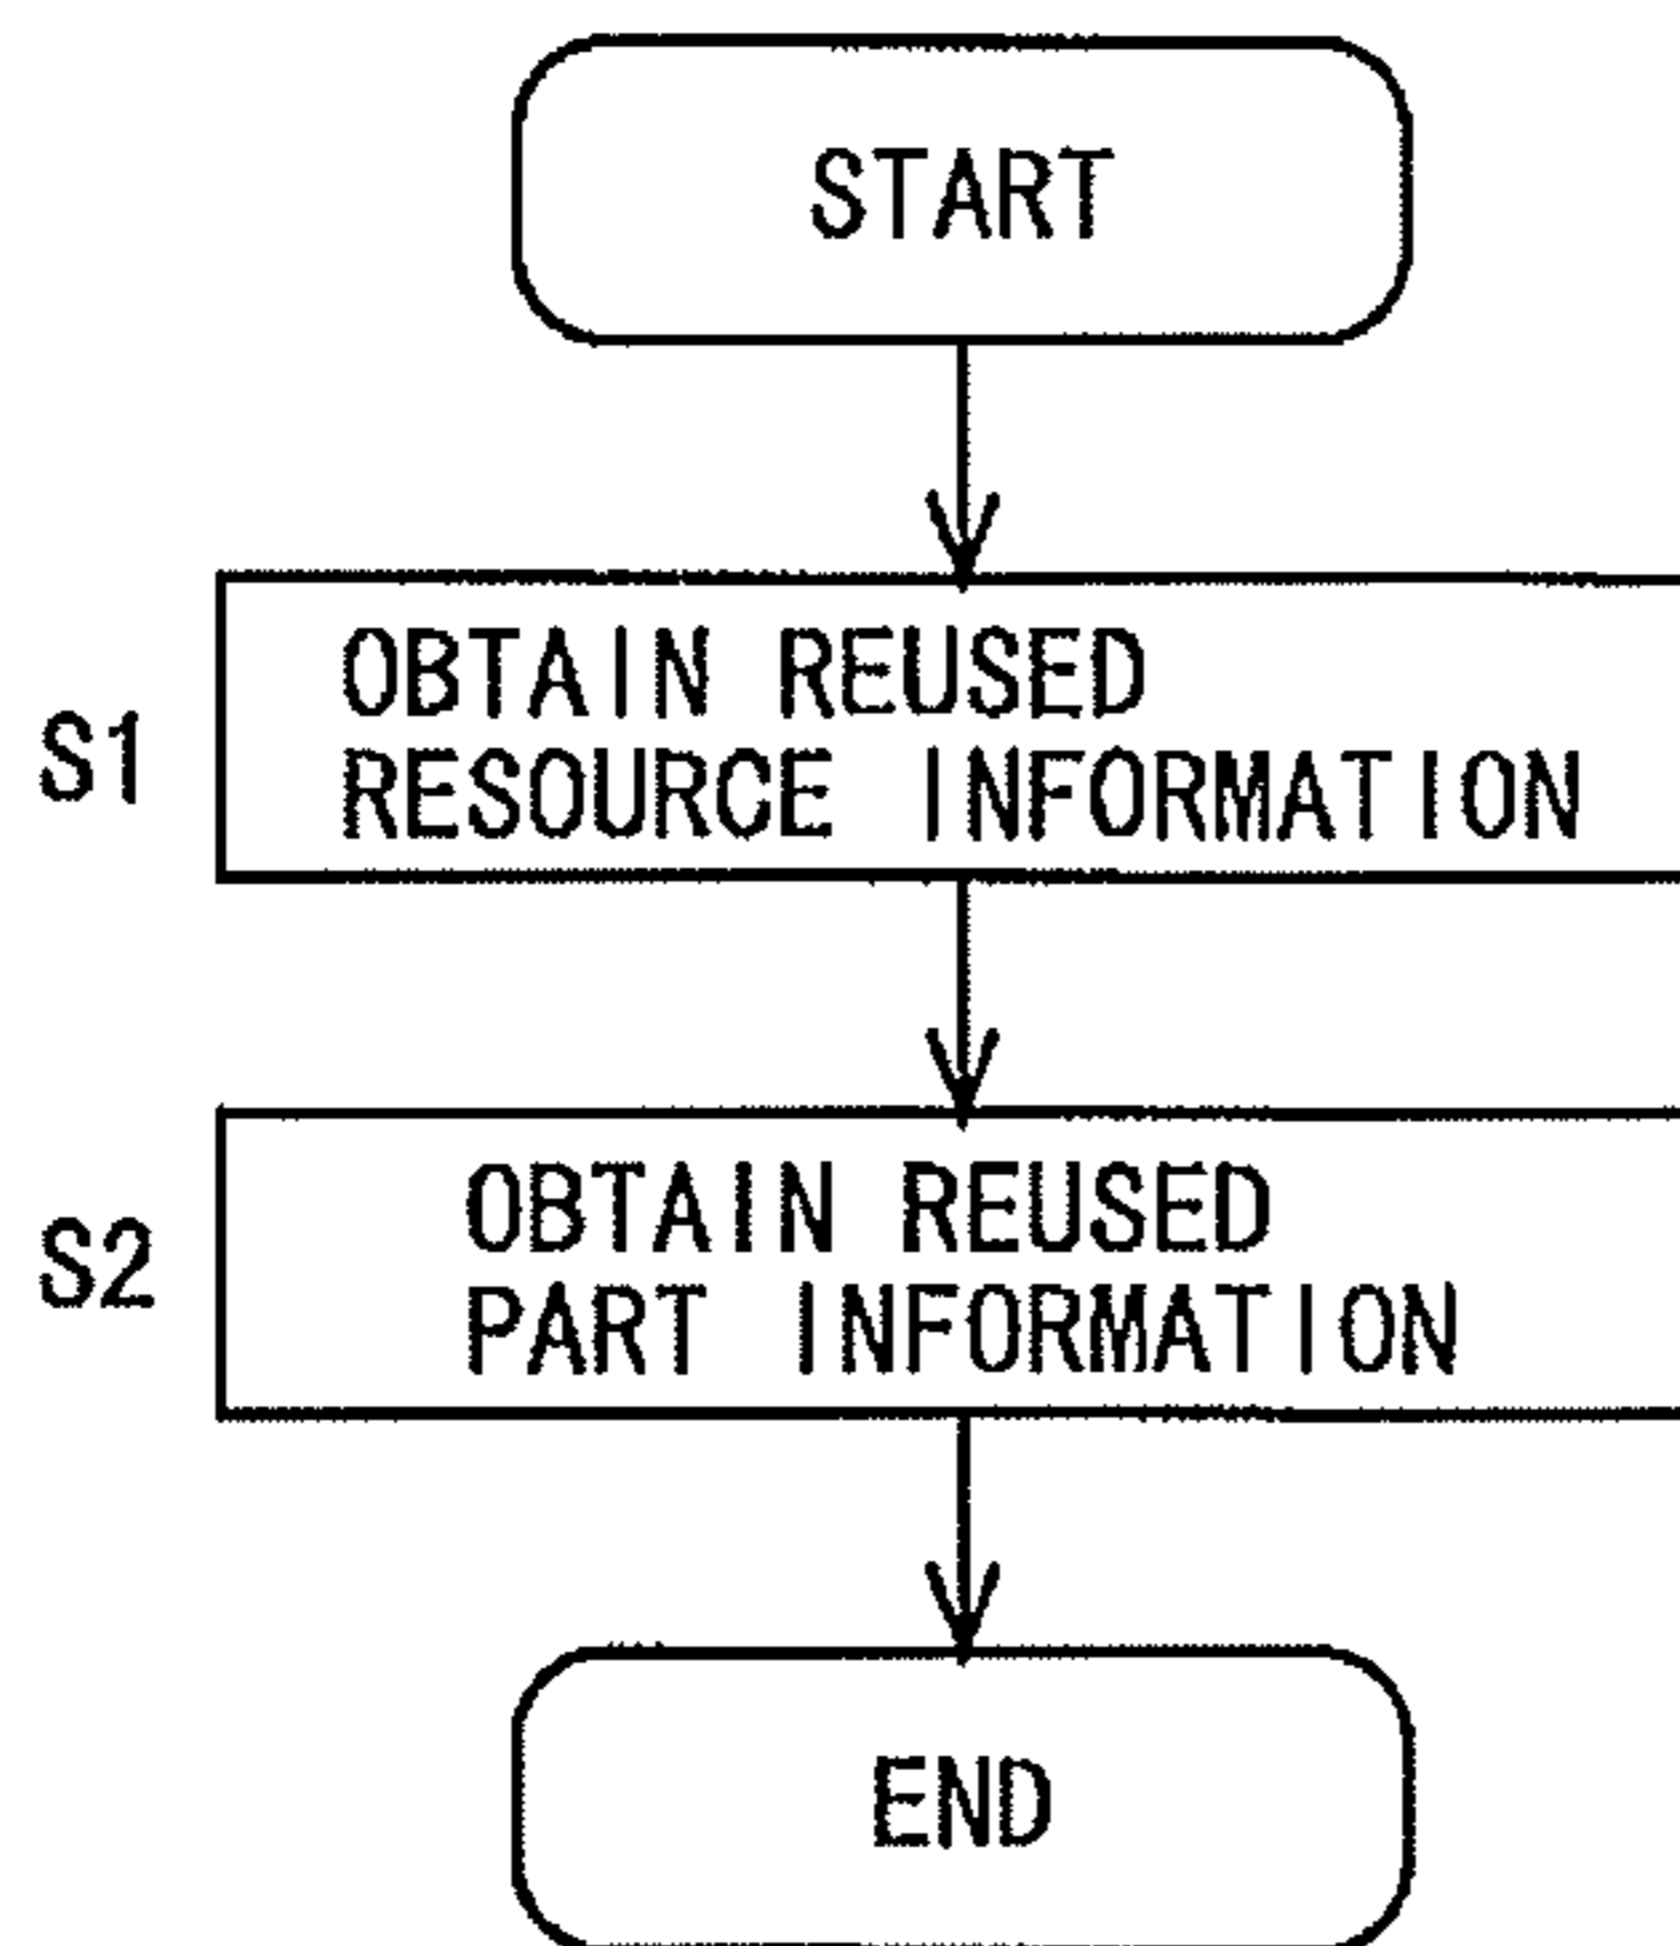 START
S1
OBTAIN REUSED
RESOURCE INFORMATION
S2
OBTAIN REUSED
PART INFORMATION
END